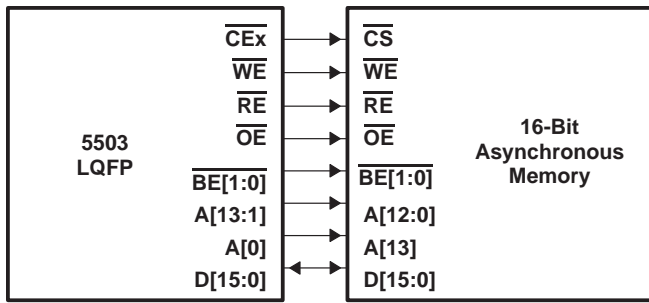 5503
LQFP
CEx
WE
RE
OE
BE[1:0]
A[13:1]
A[0]
D[15:0]
CS
WE
RE
OE
BE[1:0]
A[12:0]
A[13]
D[15:0]
16-Bit
Asynchronous
Memory